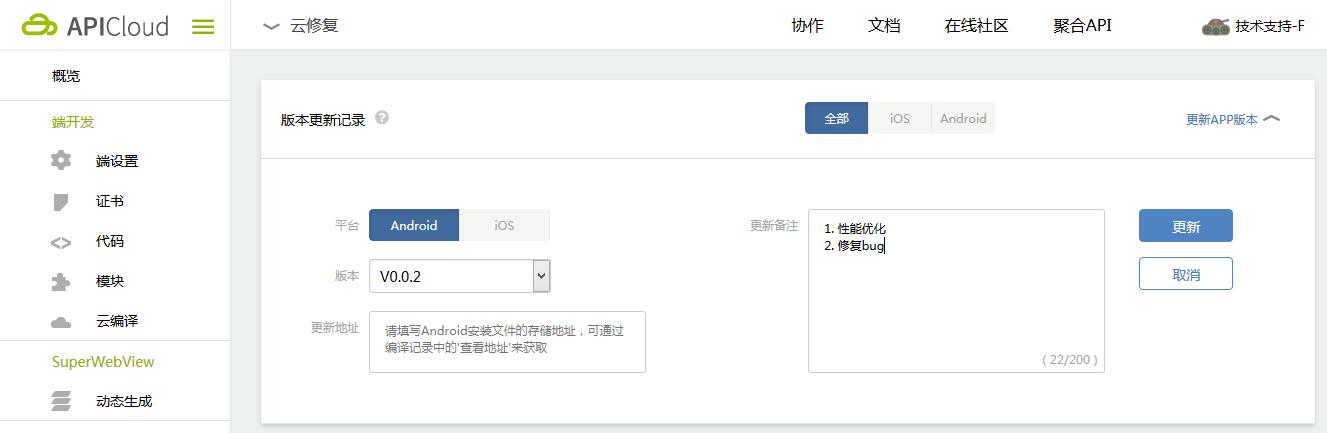 APICloud
云修复
协作
文档
在线社区
聚合API
技术支持-F
概览
端开发
端设置
证书
代码
模块
云编译
SuperWebView
动态生成
版本更新记录
?
全部
iOS
Android
更新APP版本
平台
Android
iOS
版本
V0.0.2
更新地址
请填写Android安装文件的存储地址，可通过
编译记录中的'查看地址'来获取
更新备注
1. 性能优化
2. 修复bug
( 22/200 )
更新
取消